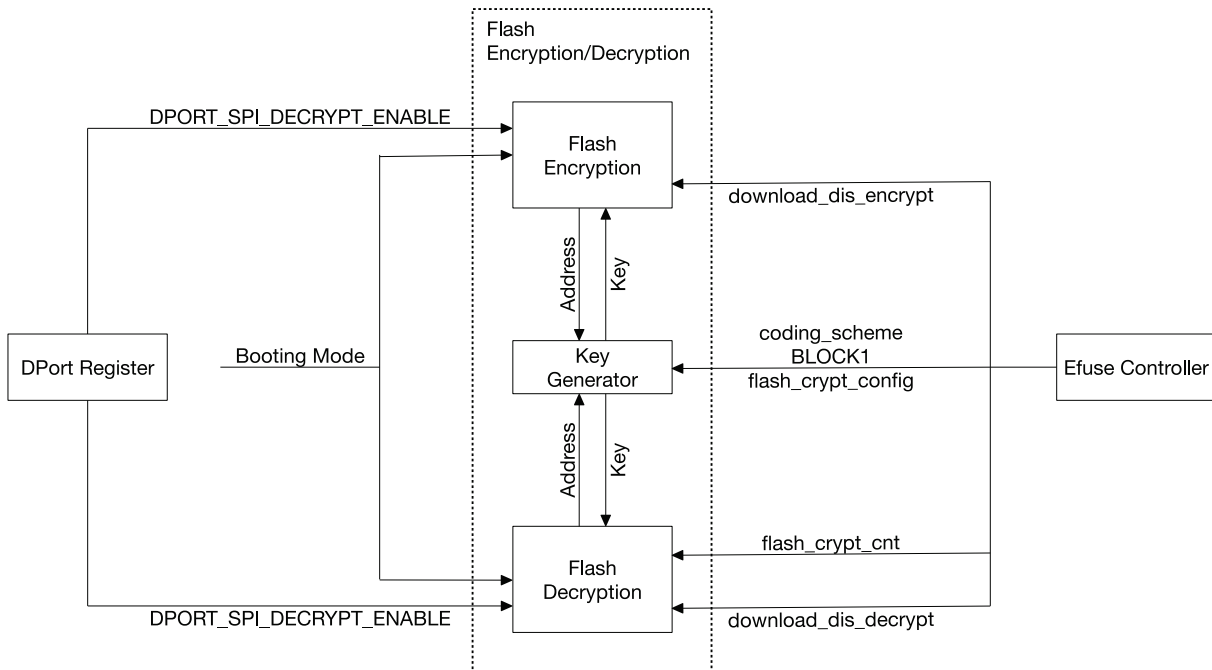 Flash
Encryption/Decryption
DPORT_SPI_DECRYPT_ENABLE
Flash
Encryption
download_dis_encrypt
Address
Key
DPort Register
Booting Mode
Key
Generator
coding_scheme
BLOCK1
flash_crypt_config
Efuse Controller
Address
Key
flash_crypt_cnt
Flash
Decryption
DPORT_SPI_DECRYPT_ENABLE
download_dis_decrypt